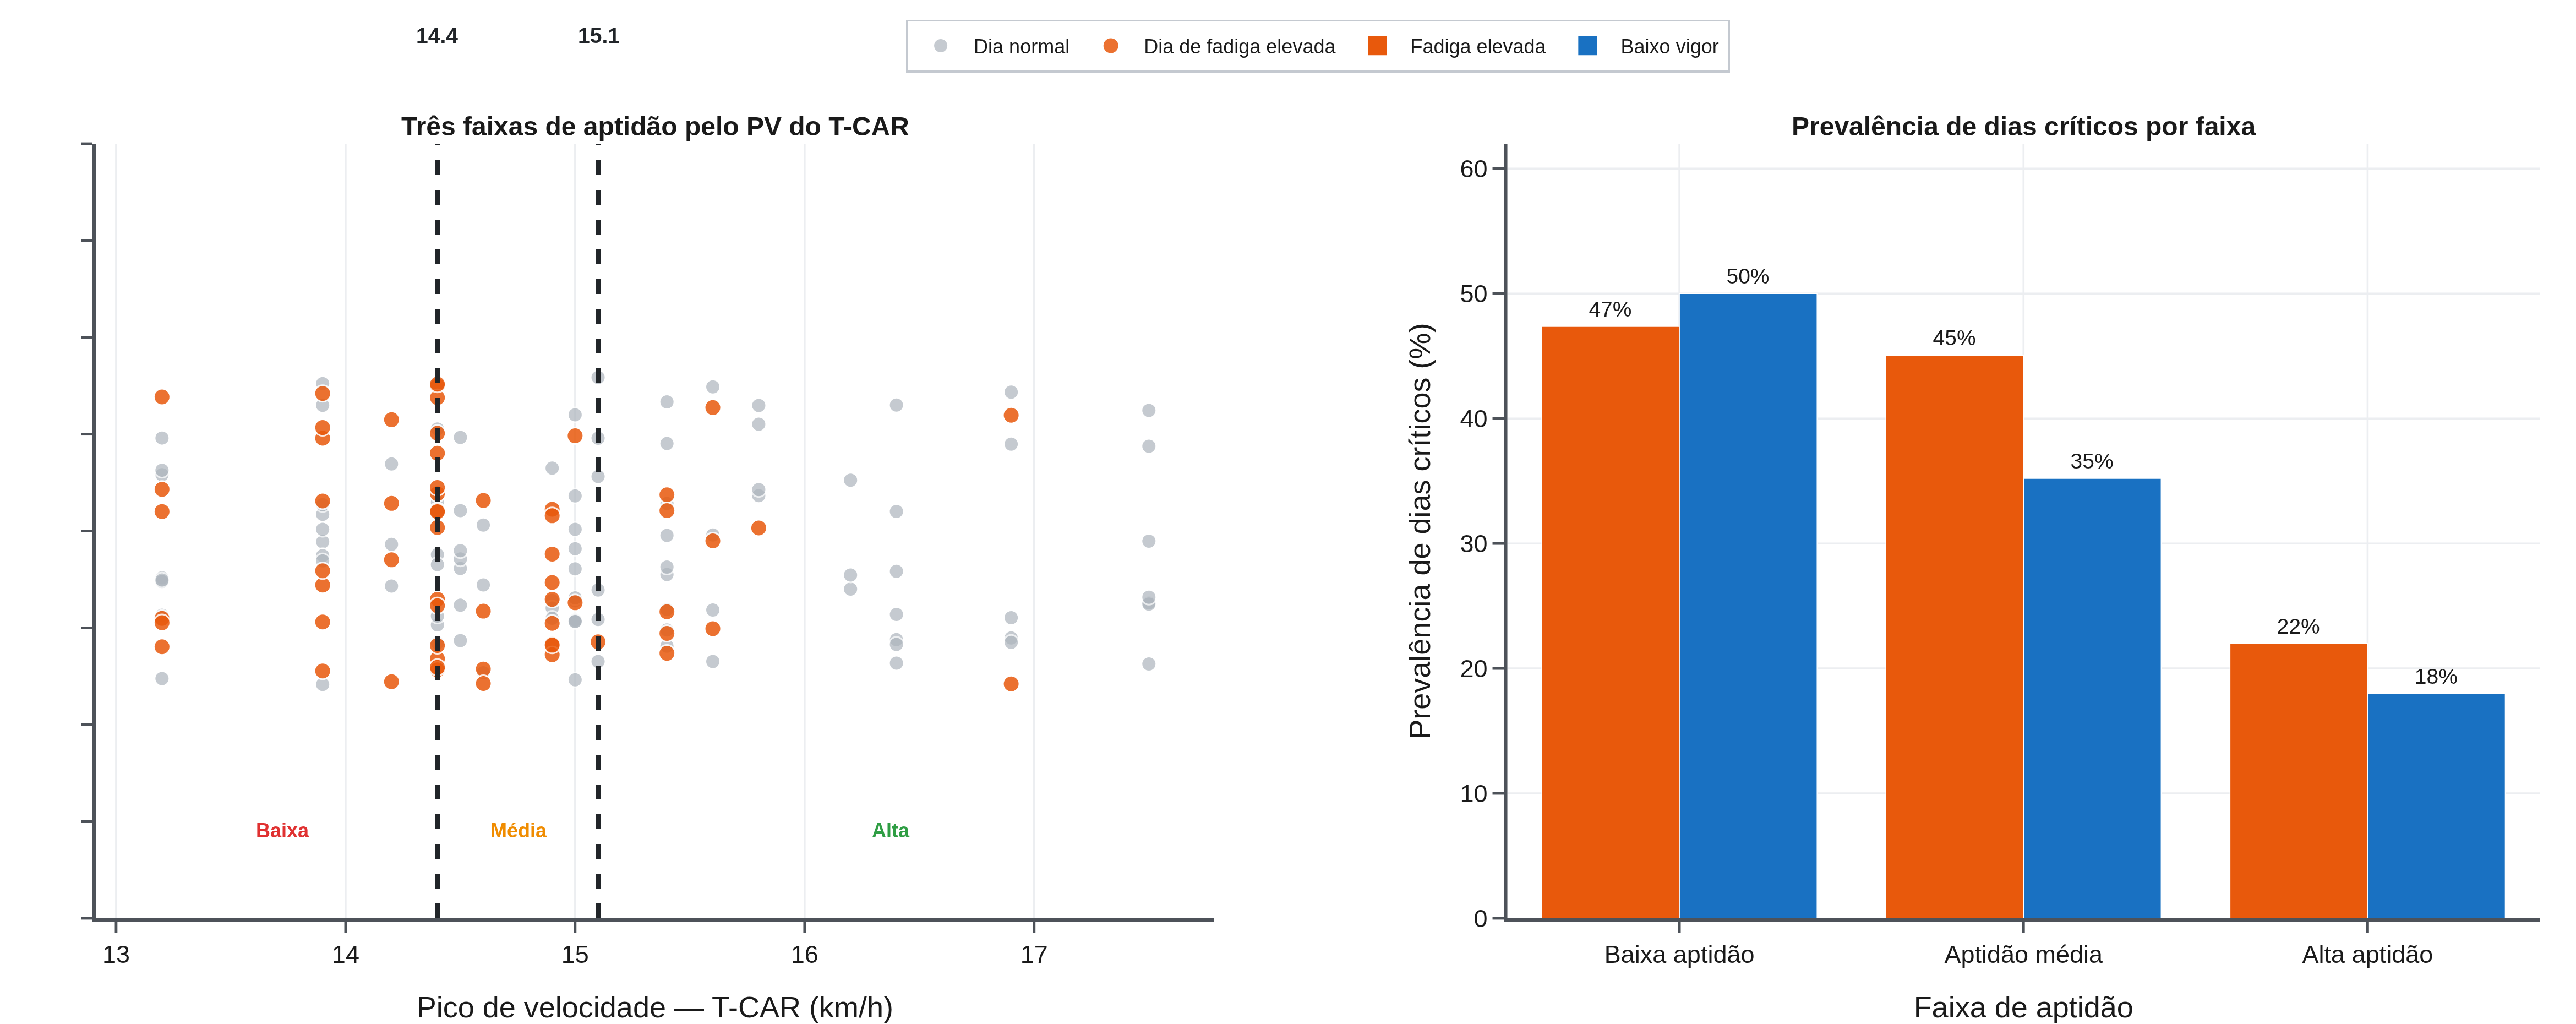 14.4
15.1
Dia normal
Dia de fadiga elevada
Fadiga elevada
Baixo vigor
Três faixas de aptidão pelo PV do T-CAR
Baixa
Média
Alta
13
14
15
16
17
Pico de velocidade — T-CAR (km/h)
Prevalência de dias críticos por faixa
Prevalência de dias críticos (%)
60
50
40
30
20
10
0
47%
50%
45%
35%
22%
18%
Baixa aptidão
Aptidão média
Alta aptidão
Faixa de aptidão